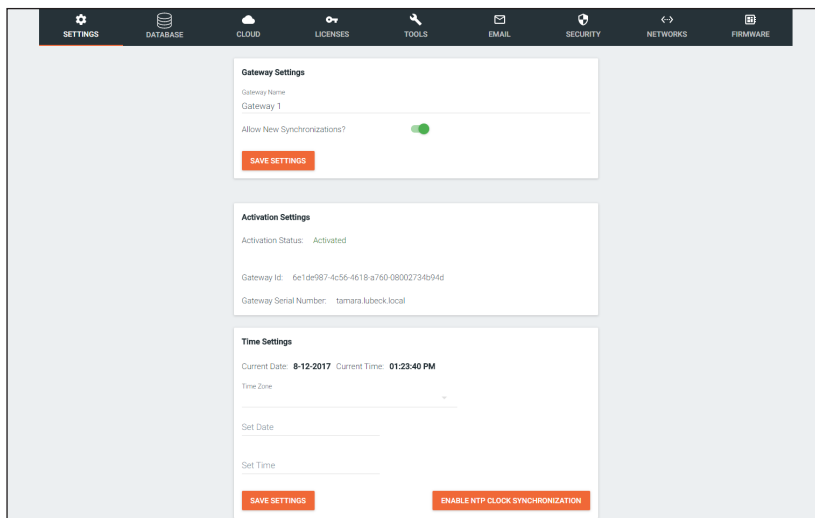 SETTINGS DATABASE CLOUD LICENSES TOOLS EMAIL SECURITY NETWORKS FIRMWARE
Gateway Settings
Gateway Name
Gateway 1
Allow New Synchronizations?
SAVE SETTINGS
Activation Settings
Activation Status: Activated
Gateway Id: 6e1de987-4c56-4618-a760-08002734b94d
Gateway Serial Number: tamara.lubeck.local
Time Settings
Current Date: 8-12-2017 Current Time: 01:23:40 PM
Time Zone
Set Date
Set Time
SAVE SETTINGS ENABLE NTP CLOCK SYNCHRONIZATION